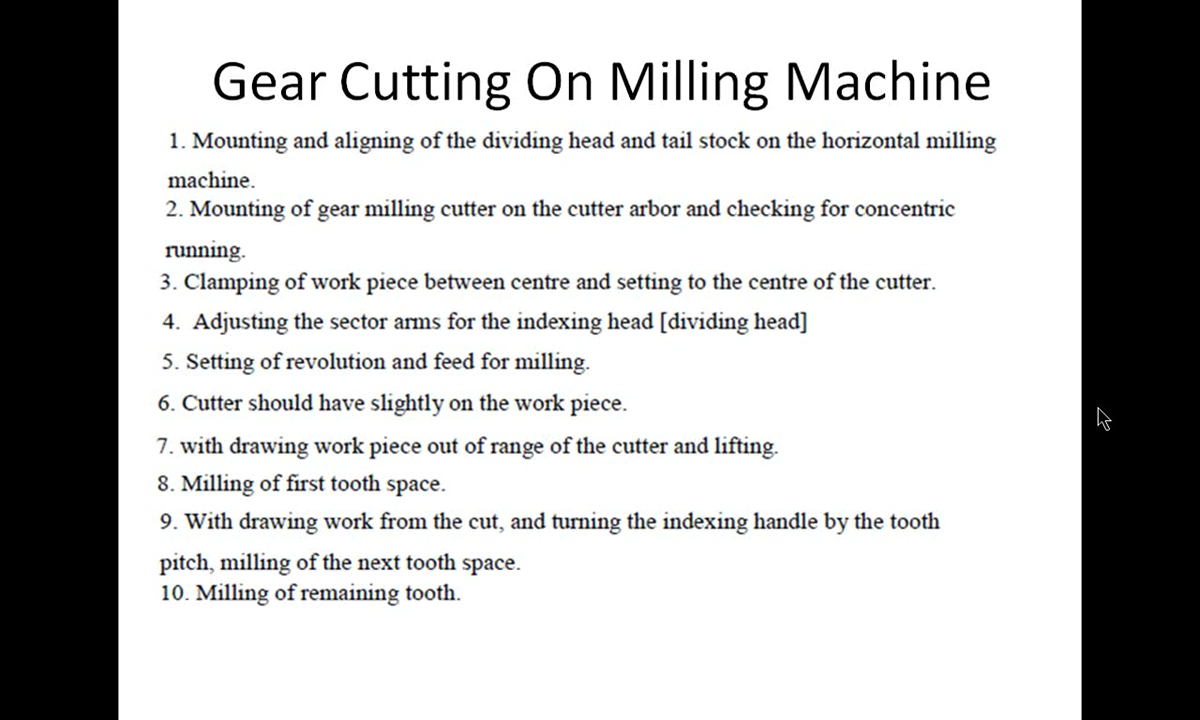 Gear Cutting On Milling Machine
1. Mounting and aligning of the dividing head and tail stock on the horizontal milling
machine.
2. Mounting of gear milling cutter on the cutter arbor and checking for concentric
running.
3. Clamping of work piece between centre and setting to the centre of the cutter.
4. Adjusting the sector arms for the indexing head [dividing head]
5. Setting of revolution and feed for milling.
6. Cutter should have slightly on the work piece.
7. with drawing work piece out of range of the cutter and lifting.
8. Milling of first tooth space.
9. With drawing work from the cut, and turning the indexing handle by the tooth
pitch, milling of the next tooth space.
10. Milling of remaining tooth.